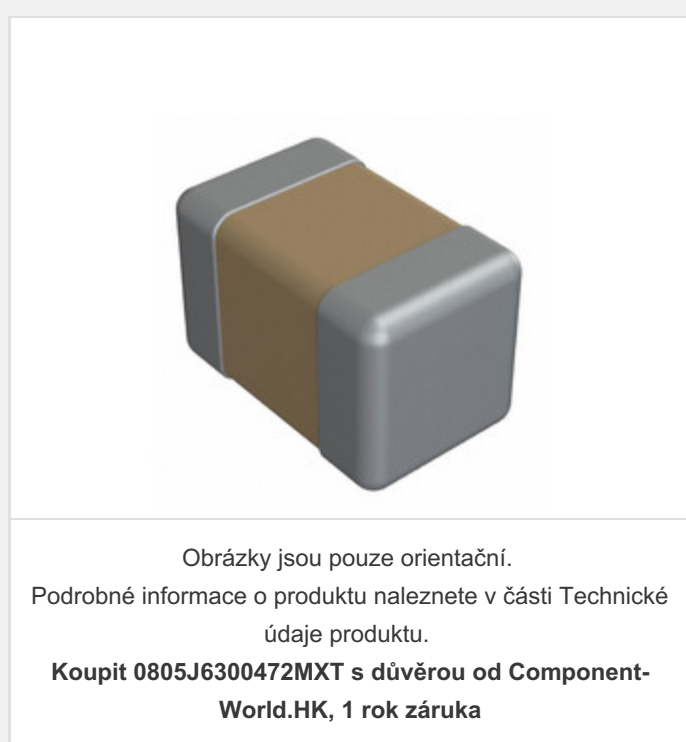 Obrázky jsou pouze orientační.
Podrobné informace o produktu naleznete v části Technické
údaje produktu.
Koupit 0805J6300472MXT s důvěrou od Component-
World.HK, 1 rok záruka